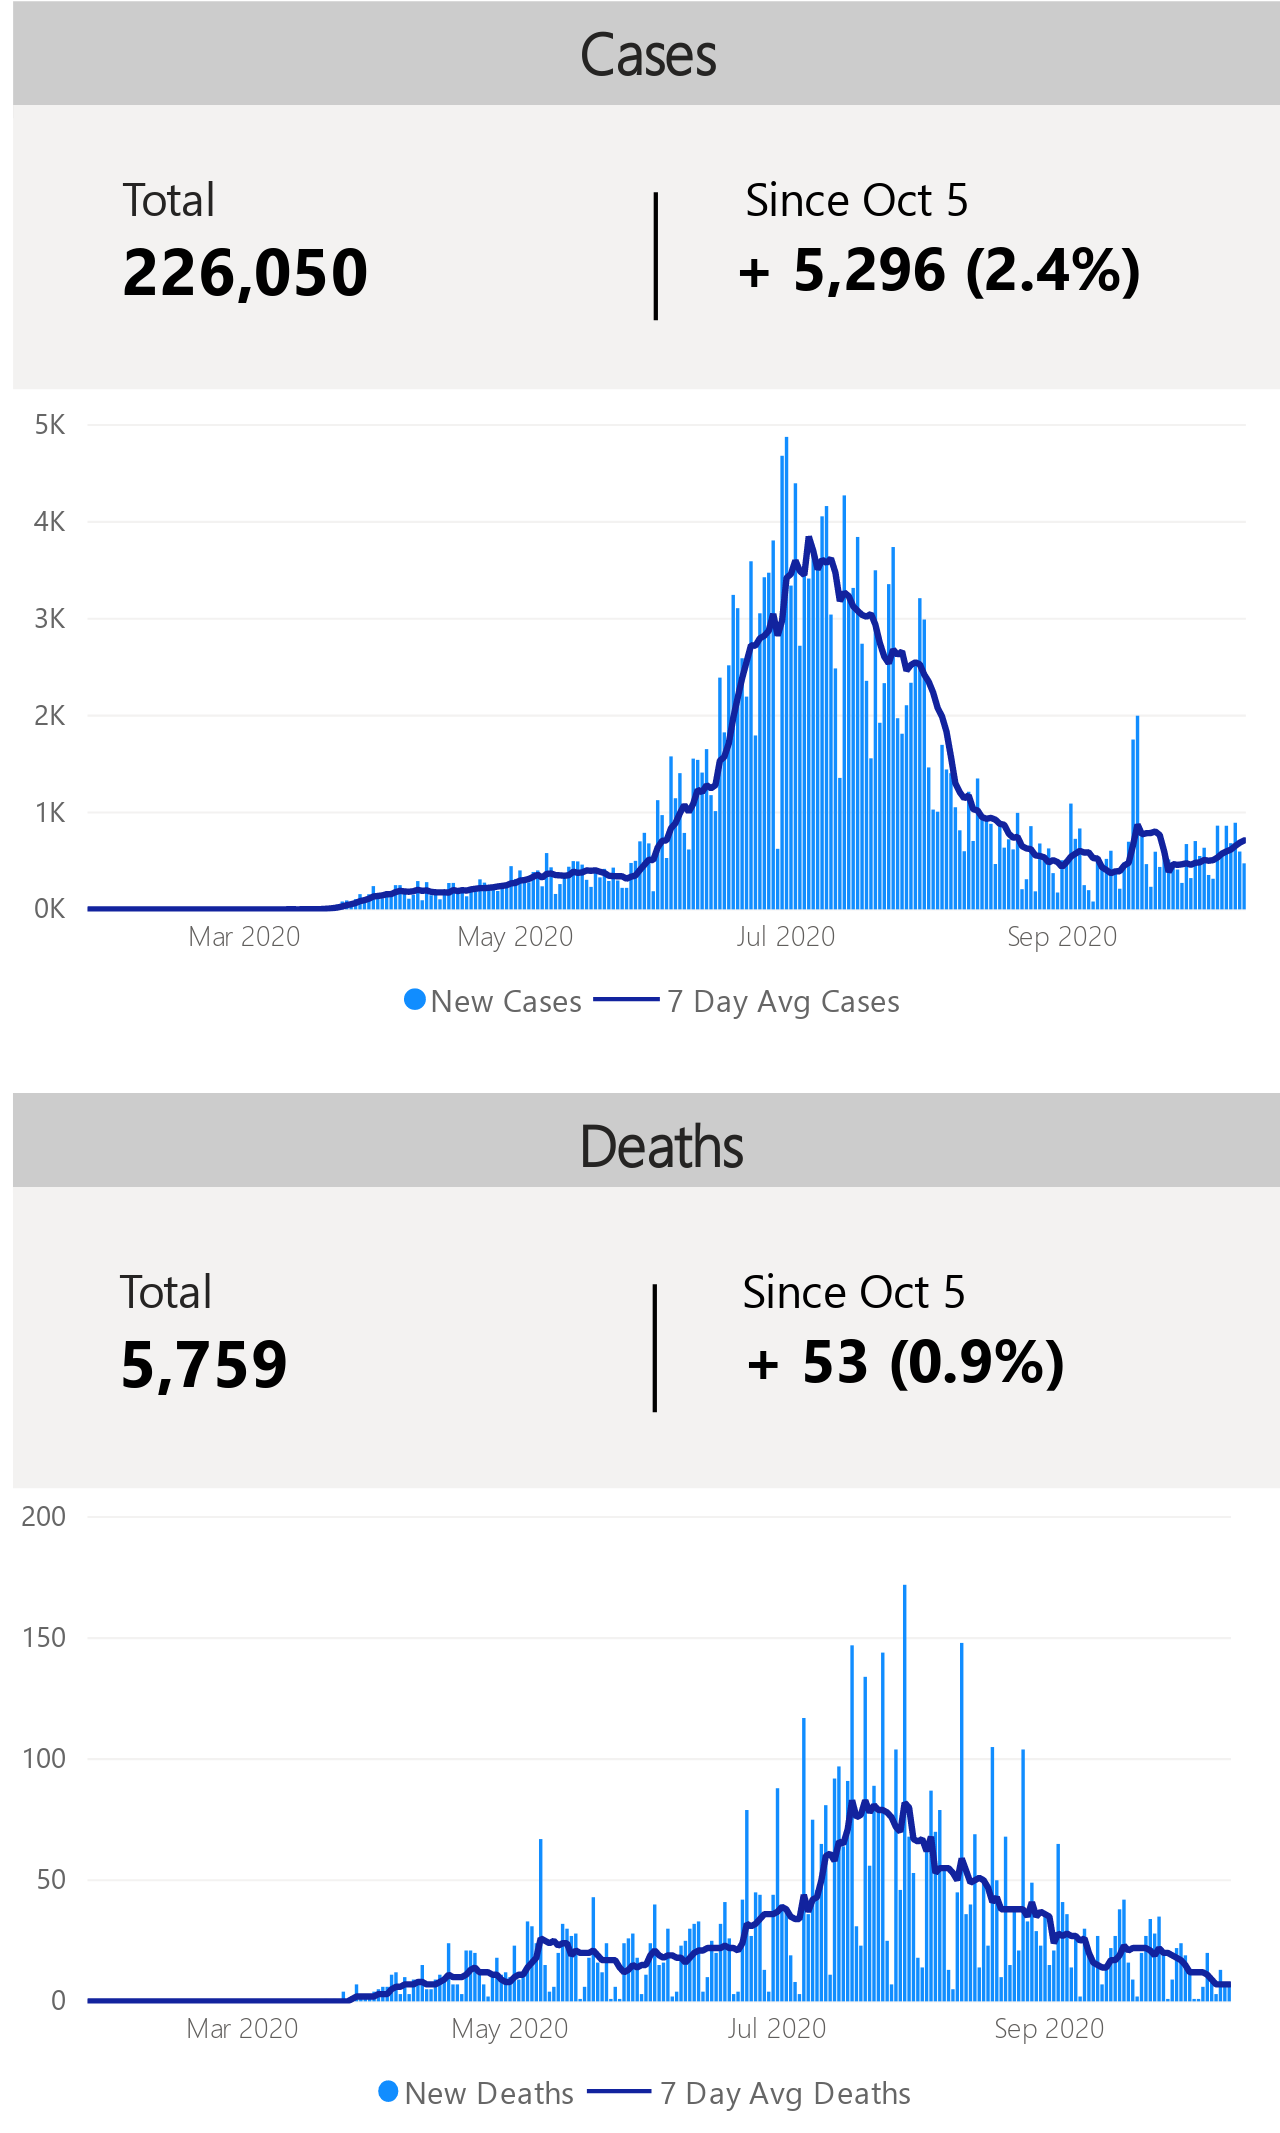 Cases
Total
Since Oct 5
226,050
+ 5,296 (2.4%)
5K
4K
3K
2K
1K
0K
Mar 2020
May 2020
Jul 2020
Sep 2020
New Cases
7 Day Avg Cases
Deaths
Total
Since Oct 5
5,759
+ 53 (0.9%)
200
150
100
50
0
Mar 2020
May 2020
Jul 2020
Sep 2020
New Deaths
7 Day Avg Deaths